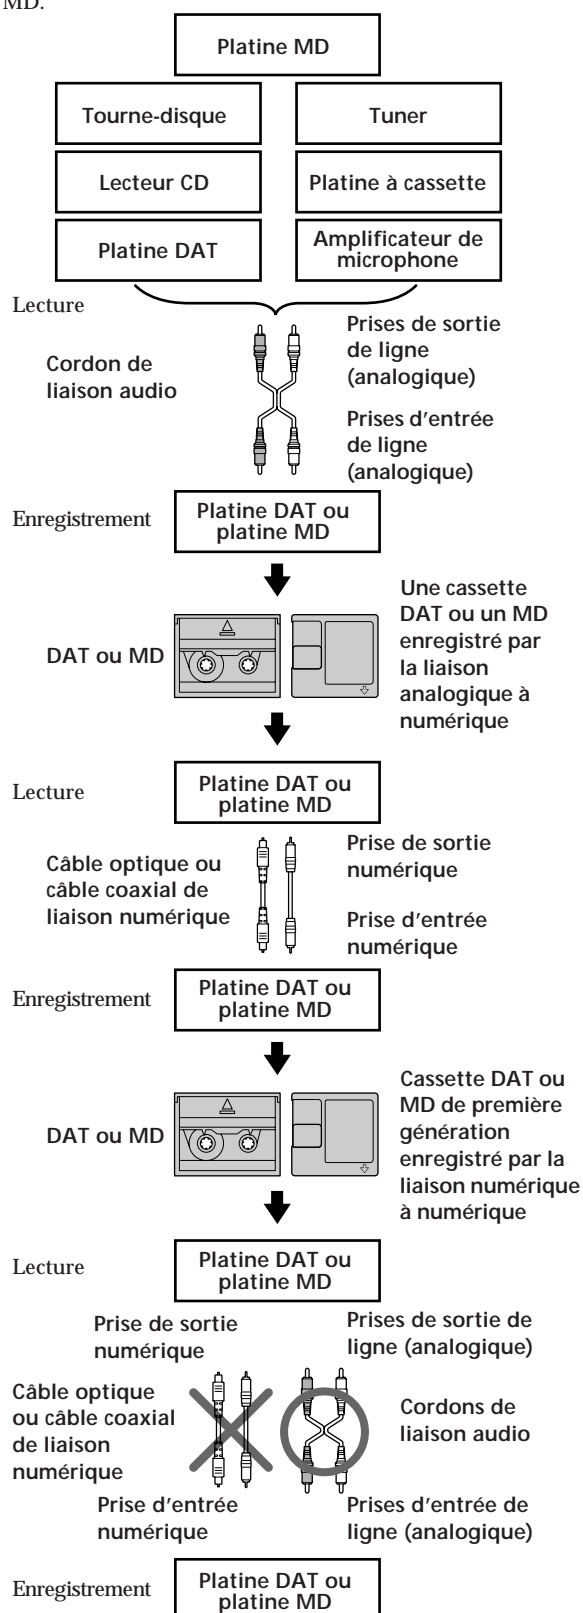 MD.
Platine MD
Tourne-disque
Tuner
Lecteur CD
Platine à cassette
Platine DAT
Amplificateur de
microphone
Lecture
Cordon de
liaison audio
Prises de sortie
de ligne
(analogique)
Prises d'entrée
de ligne
(analogique)
Enregistrement
Platine DAT ou
platine MD
DAT ou MD
Une cassette
DAT ou un MD
enregistré par
la liaison
analogique à
numérique
Lecture
Platine DAT ou
platine MD
Câble optique ou
câble coaxial de
liaison numérique
Prise de sortie
numérique
Prise d'entrée
numérique
Enregistrement
Platine DAT ou
platine MD
DAT ou MD
Cassette DAT ou
MD de première
génération
enregistré par la
liaison numérique
à numérique
Lecture
Platine DAT ou
platine MD
Prise de sortie
numérique
Prises de sortie de
ligne (analogique)
Câble optique
ou câble coaxial
de liaison
numérique
Cordons de
liaison audio
Prise d'entrée
numérique
Prises d'entrée de
ligne (analogique)
Enregistrement
Platine DAT ou
platine MD